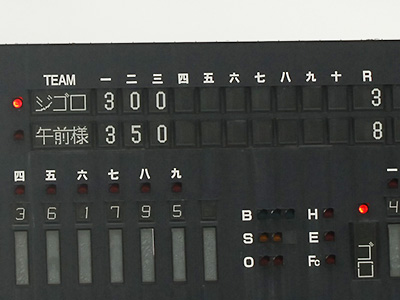 TEAM 一 二 三 四 五 六 七 八 九 十 R
ジゴロ 3 0 0 3
午前様 3 5 0 8
四 五 六 七 八 九 一
3 6 1 7 9 5 4
B H
S E
O Fc
ゴロ